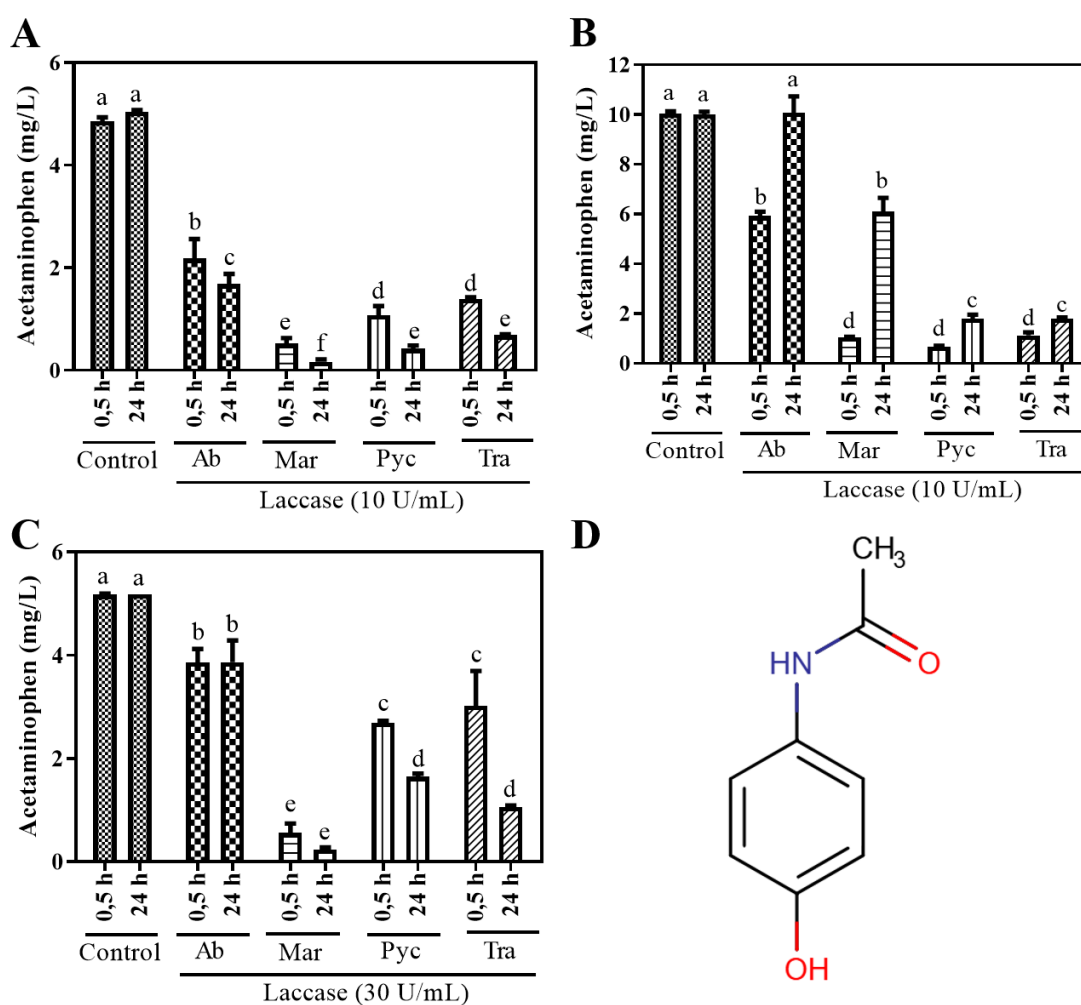 A
Acetaminophen (mg/L)
6
4
2
0
a a b c e f d e d e
0,5 h 24 h 0,5 h 24 h 0,5 h 24 h 0,5 h 24 h 0,5 h 24 h
Control Ab Mar Pyc Tra
Laccase (10 U/mL)
B
Acetaminophen (mg/L)
12
10
8
6
4
2
0
a a b a d b d c d c
0,5 h 24 h 0,5 h 24 h 0,5 h 24 h 0,5 h 24 h 0,5 h 24 h
Control Ab Mar Pyc Tra
Laccase (10 U/mL)
C
Acetaminophen (mg/L)
6
4
2
0
a a b b e e c d c d
0,5 h 24 h 0,5 h 24 h 0,5 h 24 h 0,5 h 24 h 0,5 h 24 h
Control Ab Mar Pyc Tra
Laccase (30 U/mL)
D
CH3
HN
O
OH